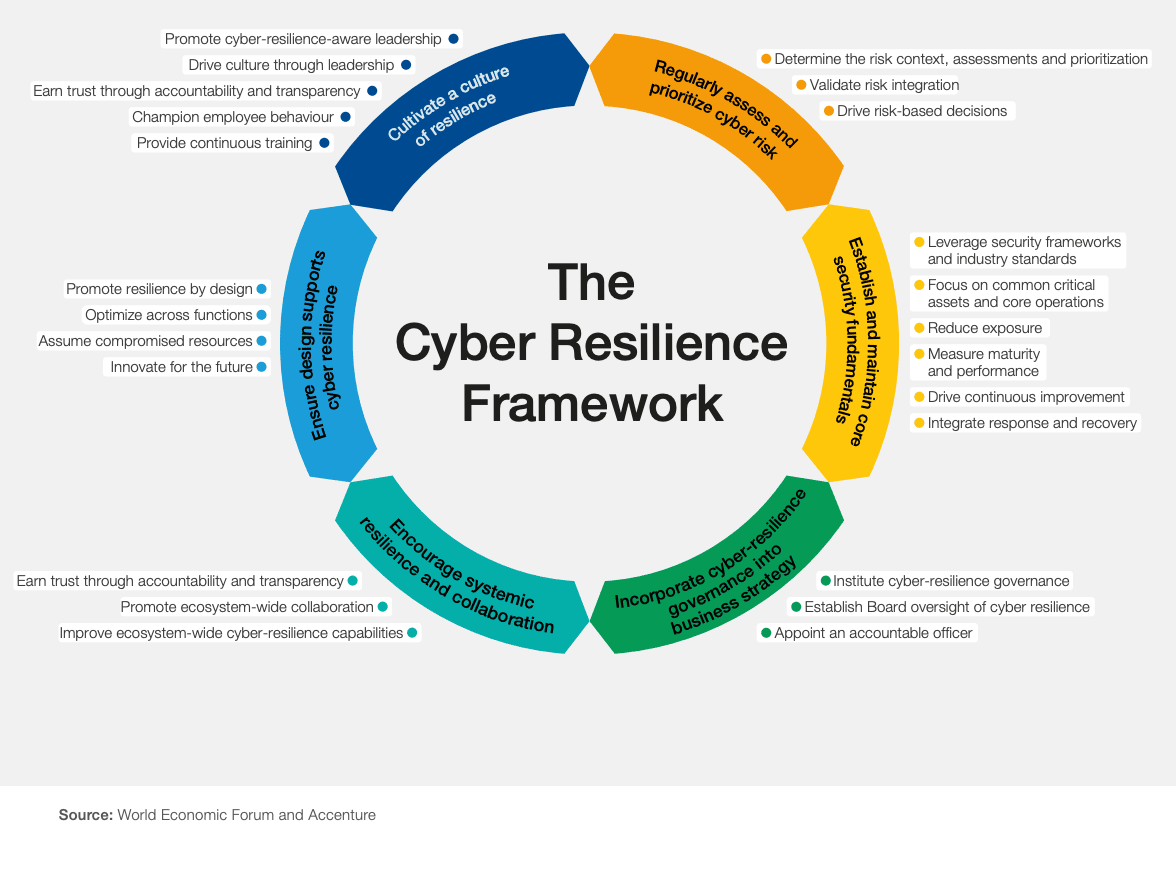 The
Cyber Resilience
Framework
Regularly assess and
prioritize cyber risk
Determine the risk context, assessments and prioritization
Validate risk integration
Drive risk-based decisions
Establish and maintain core
security fundamentals
Leverage security frameworks
and industry standards
Focus on common critical
assets and core operations
Reduce exposure
Measure maturity
and performance
Drive continuous improvement
Integrate response and recovery
Incorporate cyber-resilience
governance into
business strategy
Institute cyber-resilience governance
Establish Board oversight of cyber resilience
Appoint an accountable officer
Encourage systemic
resilience and collaboration
Earn trust through accountability and transparency
Promote ecosystem-wide collaboration
Improve ecosystem-wide cyber-resilience capabilities
Ensure design supports
cyber resilience
Promote resilience by design
Optimize across functions
Assume compromised resources
Innovate for the future
Cultivate a culture
of resilience
Promote cyber-resilience-aware leadership
Drive culture through leadership
Earn trust through accountability and transparency
Champion employee behaviour
Provide continuous training
Source: World Economic Forum and Accenture